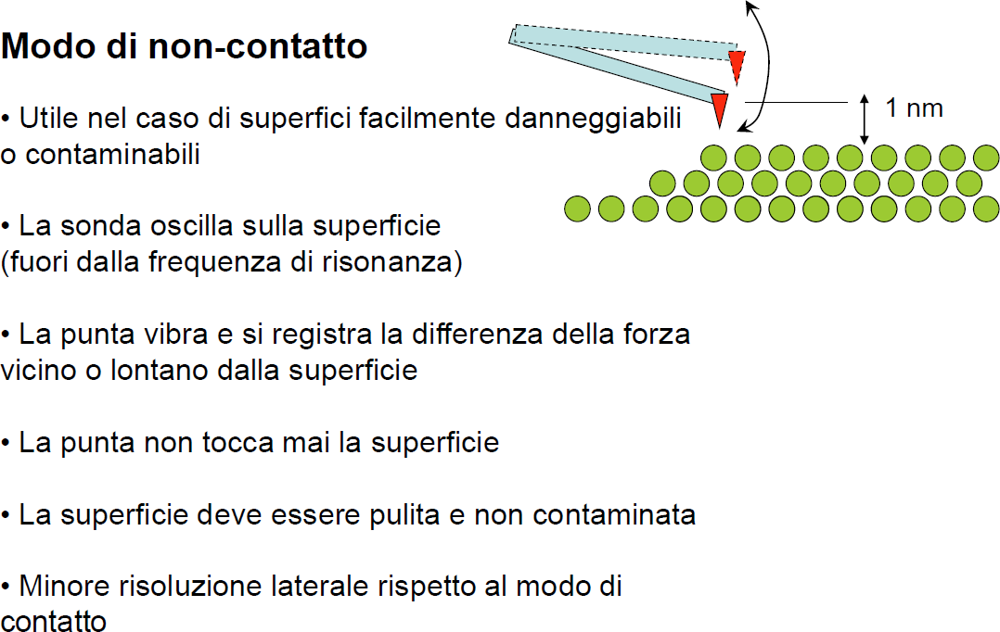 Modo di non-contatto
1 nm
• Utile nel caso di superfici facilmente danneggiabili
o contaminabili
• La sonda oscilla sulla superficie
(fuori dalla frequenza di risonanza)
• La punta vibra e si registra la differenza della forza
vicino o lontano dalla superficie
• La punta non tocca mai la superficie
• La superficie deve essere pulita e non contaminata
• Minore risoluzione laterale rispetto al modo di
contatto